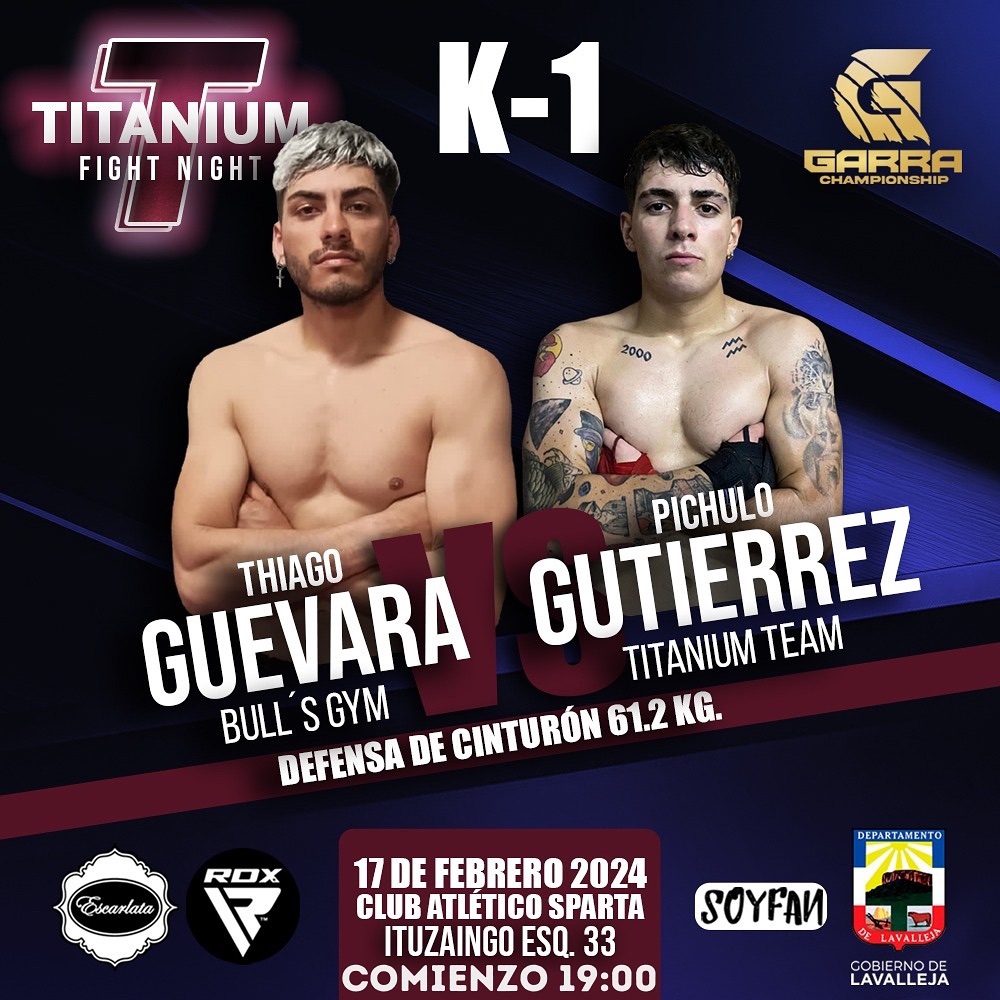 TITANIUM
FIGHT NIGHT
K-1
GARRA
CHAMPIONSHIP
2000
THIAGO
GUEVARA
BULL´S GYM
VS
PICHULO
GUTIERREZ
TITANIUM TEAM
DEFENSA DE CINTURÓN 61.2 KG.
Escarlata
RDX
17 DE FEBRERO 2024
CLUB ATLÉTICO SPARTA
ITUZAINGO ESQ. 33
COMIENZO 19:00
SOYFAN
DEPARTAMENTO
DE LAVALLEJA
GOBIERNO DE
LAVALLEJA